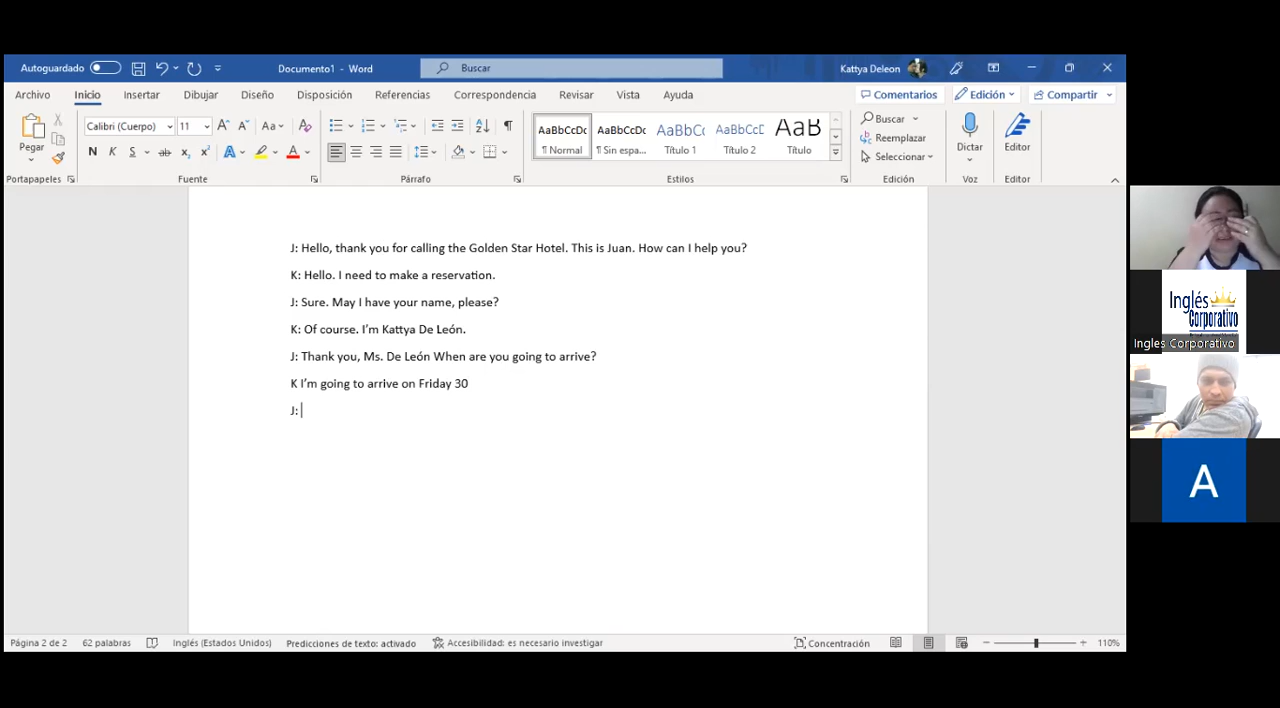 Autoguardado
Documento1 - Word
Buscar
Kattya Deleon
Archivo Inicio Insertar Dibujar Diseño Disposición Referencias Correspondencia Revisar Vista Ayuda
Comentarios Edición Compartir
Pegar
Calibri (Cuerpo) 11
Aa
N K S ab x₂ x² A A
AaBbCcDc AaBbCcDc AaBbCc AaBbCcD AaB
¶ Normal ¶ Sin espa... Título 1 Título 2 Título
Buscar
Reemplazar
Seleccionar
Dictar
Editor
Portapapeles Fuente Párrafo Estilos Edición Voz Editor
J: Hello, thank you for calling the Golden Star Hotel. This is Juan. How can I help you?
K: Hello. I need to make a reservation.
J: Sure. May I have your name, please?
K: Of course. I'm Kattya De León.
J: Thank you, Ms. De León When are you going to arrive?
K I'm going to arrive on Friday 30
J:
Inglés
Corporativo
Ingles Corporativo
A
Página 2 de 2 62 palabras Inglés (Estados Unidos) Predicciones de texto: activado Accesibilidad: es necesario investigar Concentración 110%